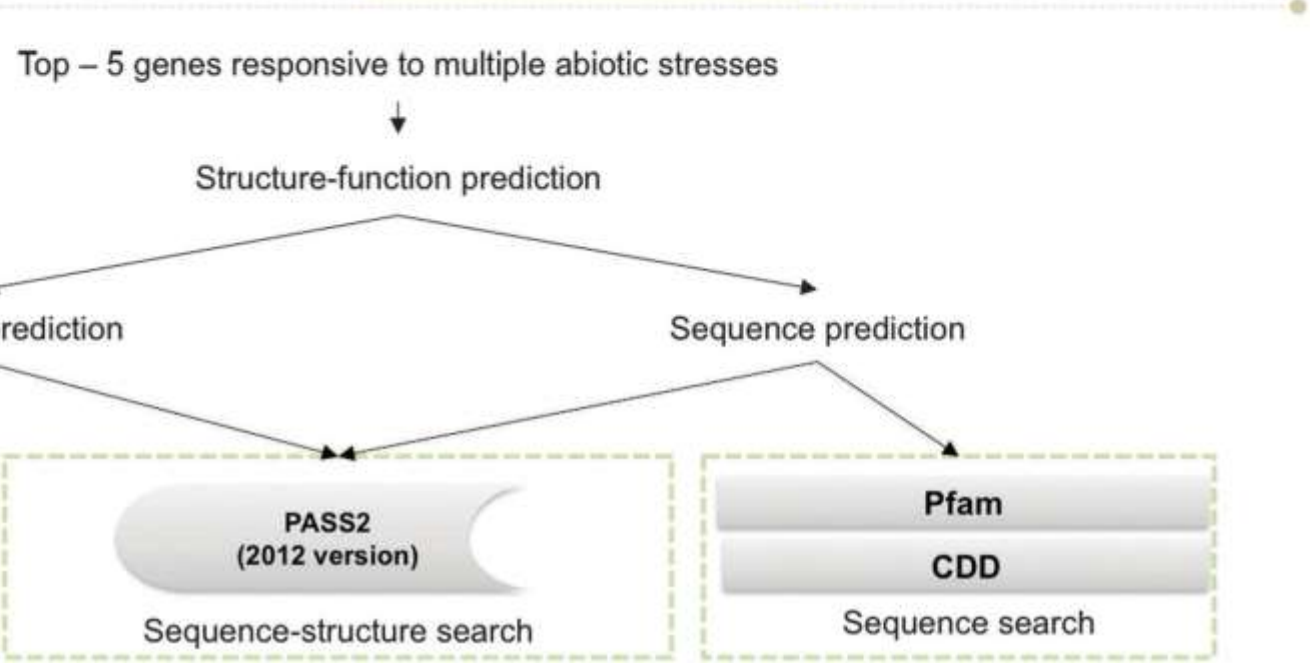 Top – 5 genes responsive to multiple abiotic stresses
Structure-function prediction
rediction
Sequence prediction
PASS2
(2012 version)
Sequence-structure search
Pfam
CDD
Sequence search